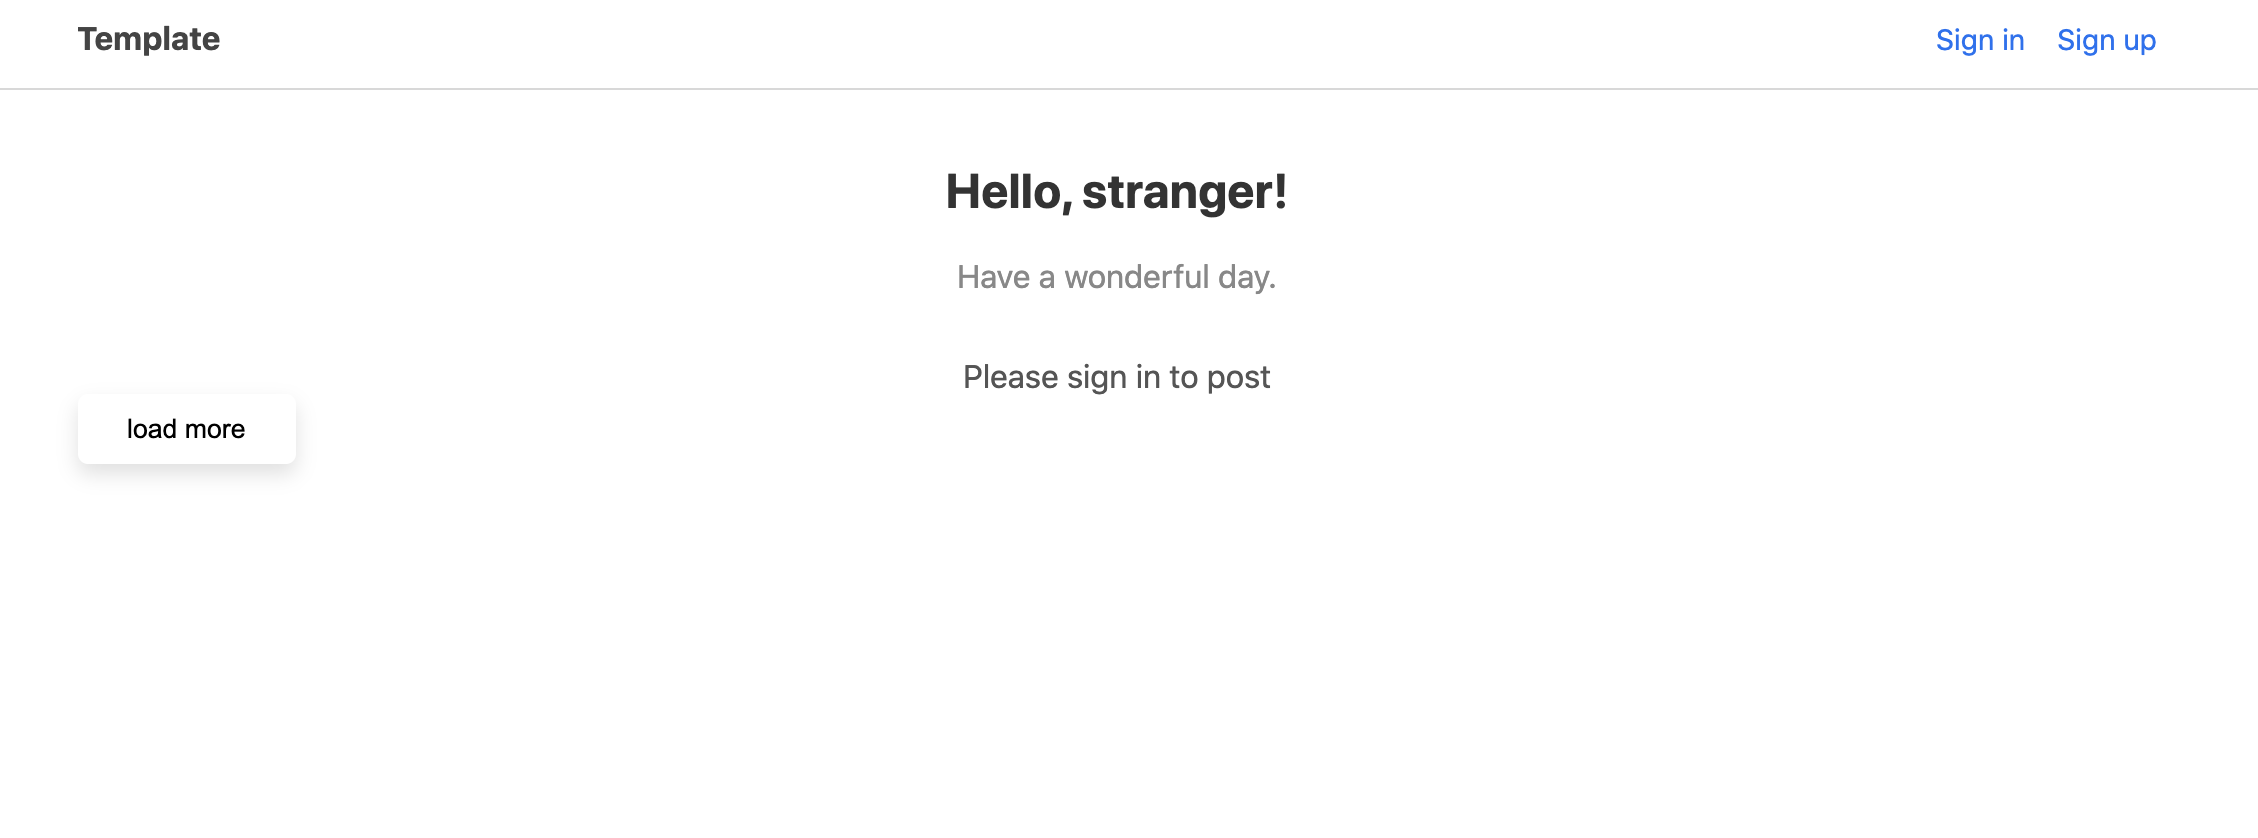 Template
Sign in Sign up
Hello, stranger!
Have a wonderful day.
Please sign in to post
load more